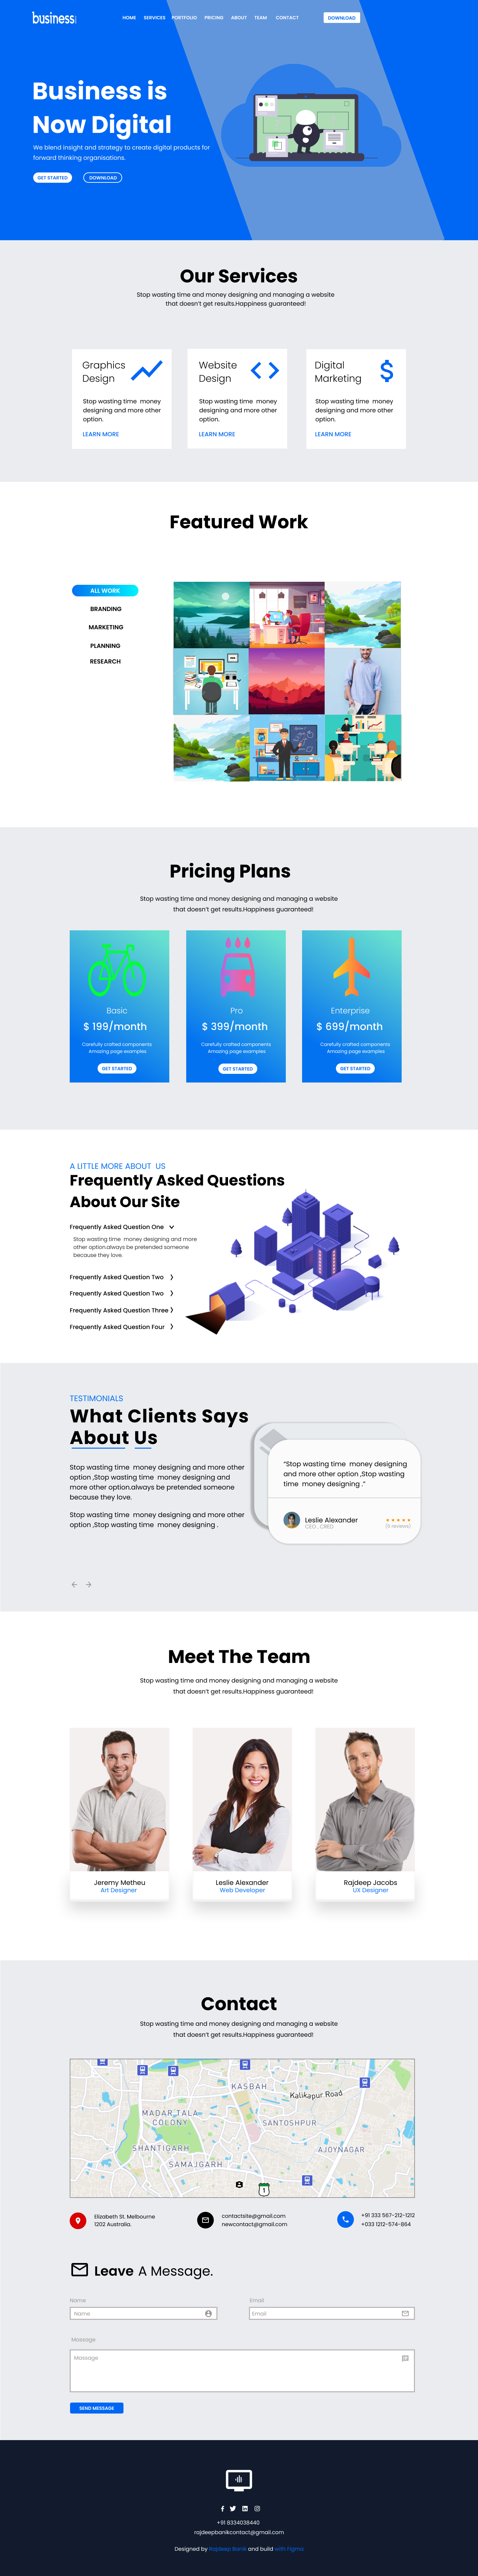 business
HOME SERVICES PORTFOLIO PRICING ABOUT TEAM CONTACT DOWNLOAD
Business is
Now Digital
We blend insight and strategy to create digital products for
forward thinking organisations.
GET STARTED DOWNLOAD
Our Services
Stop wasting time and money designing and managing a website
that doesn't get results.Happiness guaranteed!
Graphics
Design
Stop wasting time money
designing and more other
option.
LEARN MORE
Website
Design
Stop wasting time money
designing and more other
option.
LEARN MORE
Digital
Marketing
Stop wasting time money
designing and more other
option.
LEARN MORE
Featured Work
ALL WORK
BRANDING
MARKETING
PLANNING
RESEARCH
Pricing Plans
Stop wasting time and money designing and managing a website
that doesn't get results.Happiness guaranteed!
Basic
$ 199/month
Carefully crafted components
Amazing page examples
GET STARTED
Pro
$ 399/month
Carefully crafted components
Amazing page examples
GET STARTED
Enterprise
$ 699/month
Carefully crafted components
Amazing page examples
GET STARTED
A LITTLE MORE ABOUT US
Frequently Asked Questions
About Our Site
Frequently Asked Question One
Stop wasting time money designing and more
other option.always be pretended someone
because they love.
Frequently Asked Question Two
Frequently Asked Question Two
Frequently Asked Question Three
Frequently Asked Question Four
TESTIMONIALS
What Clients Says
About Us
Stop wasting time money designing and more other
option ,Stop wasting time money designing and
more other option.always be pretended someone
because they love.
Stop wasting time money designing and more other
option ,Stop wasting time money designing .
"Stop wasting time money designing
and more other option ,Stop wasting
time money designing ."
Leslie Alexander
CEO , CRED
(9 reviews)
Meet The Team
Stop wasting time and money designing and managing a website
that doesn't get results.Happiness guaranteed!
Jeremy Metheu
Art Designer
Leslie Alexander
Web Developer
Rajdeep Jacobs
UX Designer
Contact
Stop wasting time and money designing and managing a website
that doesn't get results.Happiness guaranteed!
KASBAH
Kalikapur Road
MADAR TALA
COLONY
SANTOSHPUR
SHANTIGARH
AJOYNAGAR
SAMAJGARH
1
Elizabeth St. Melbourne
1202 Australia.
contactsite@gmail.com
newcontact@gmail.com
+91 333 567-212-1212
+033 1212-574-864
Leave A Message.
Name
Name
Email
Email
Massage
Massage
SEND MESSAGE
+91 8334038440
rajdeepbanikcontact@gmail.com
Designed by Rajdeep Banik and build with Figma